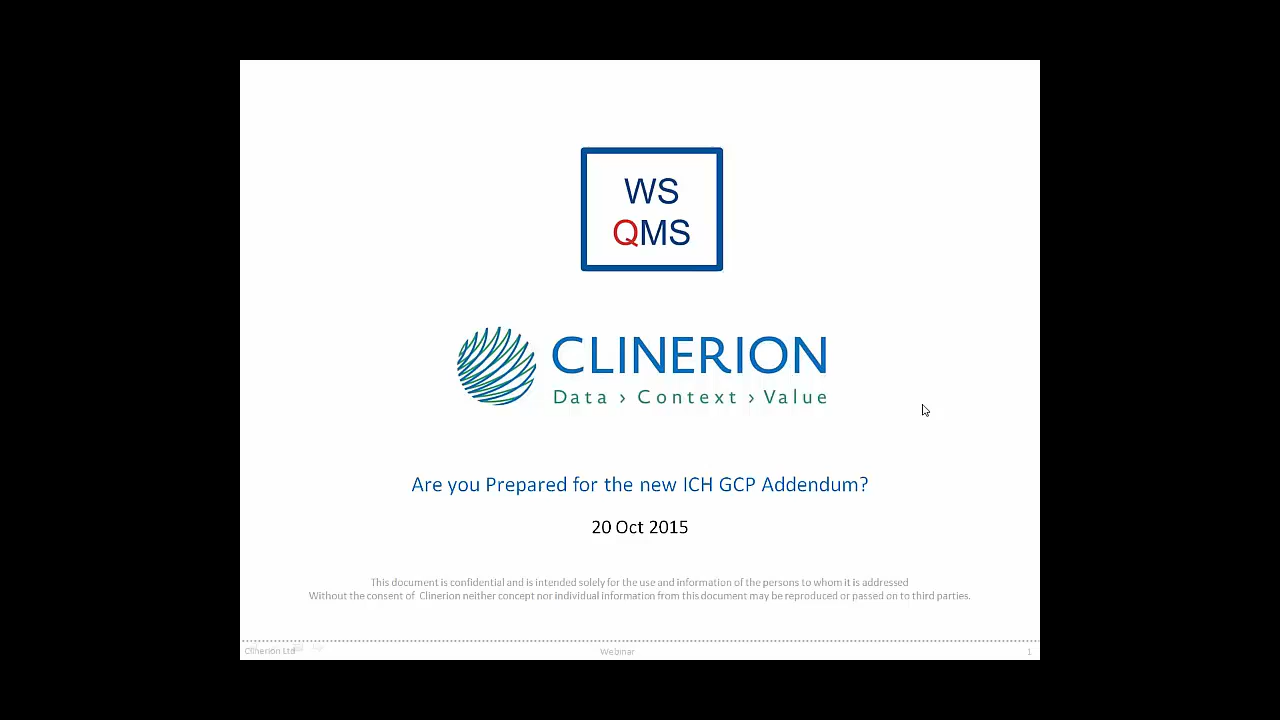 WS
QMS
CLINERION
Data › Context › Value
Are you Prepared for the new ICH GCP Addendum?
20 Oct 2015
This document is confidential and is intended solely for the use and information of the persons to whom it is addressed
Without the consent of Clinerion neither concept nor individual information from this document may be reproduced or passed on to third parties.
Clinerion Ltd Webinar 1